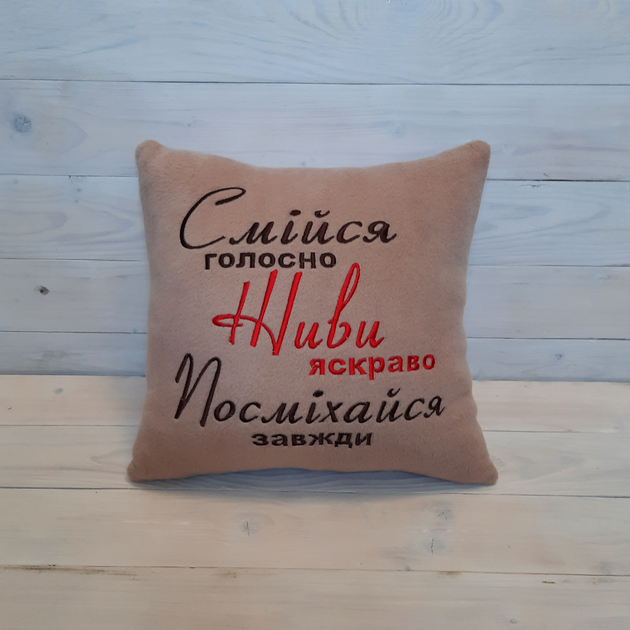 Смійся
голосно
Живи
яскраво
Посміхайся
завжди